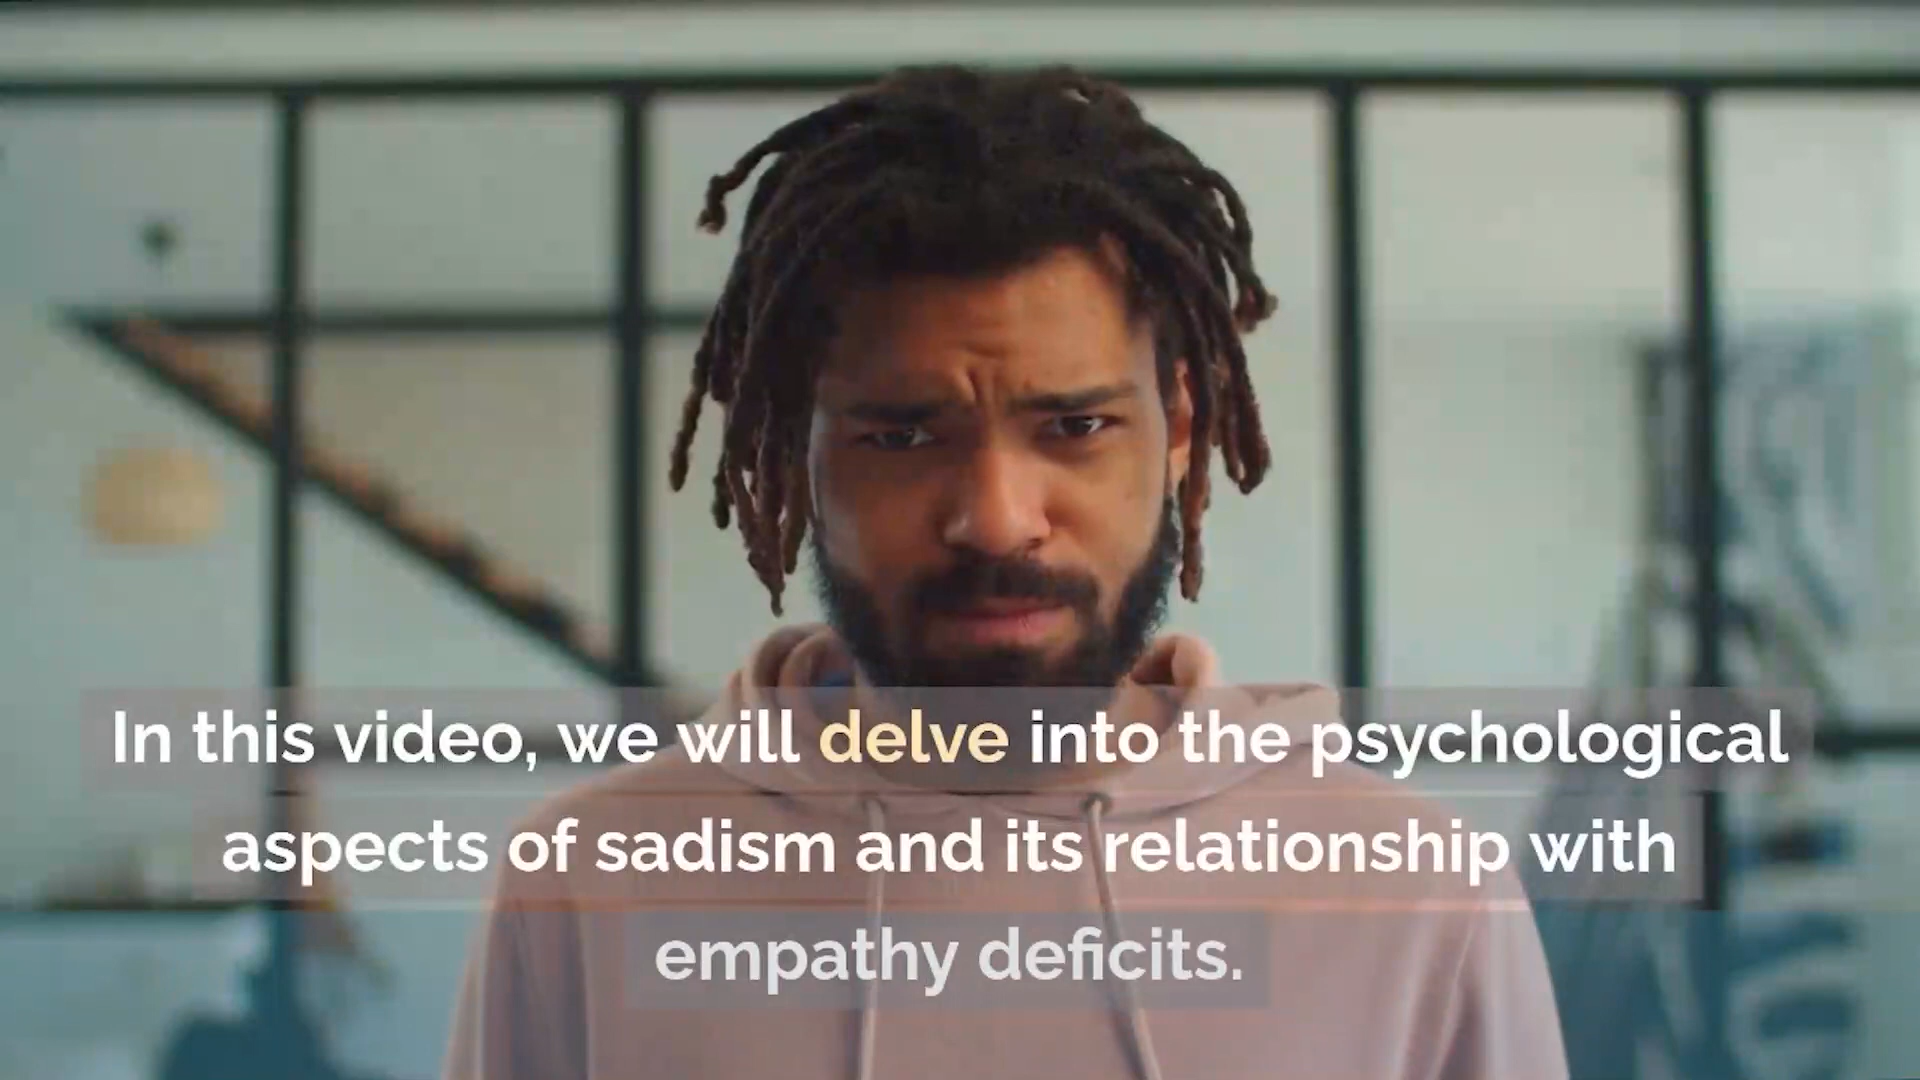 In this video, we will delve into the psychological
aspects of sadism and its relationship with
empathy deficits.